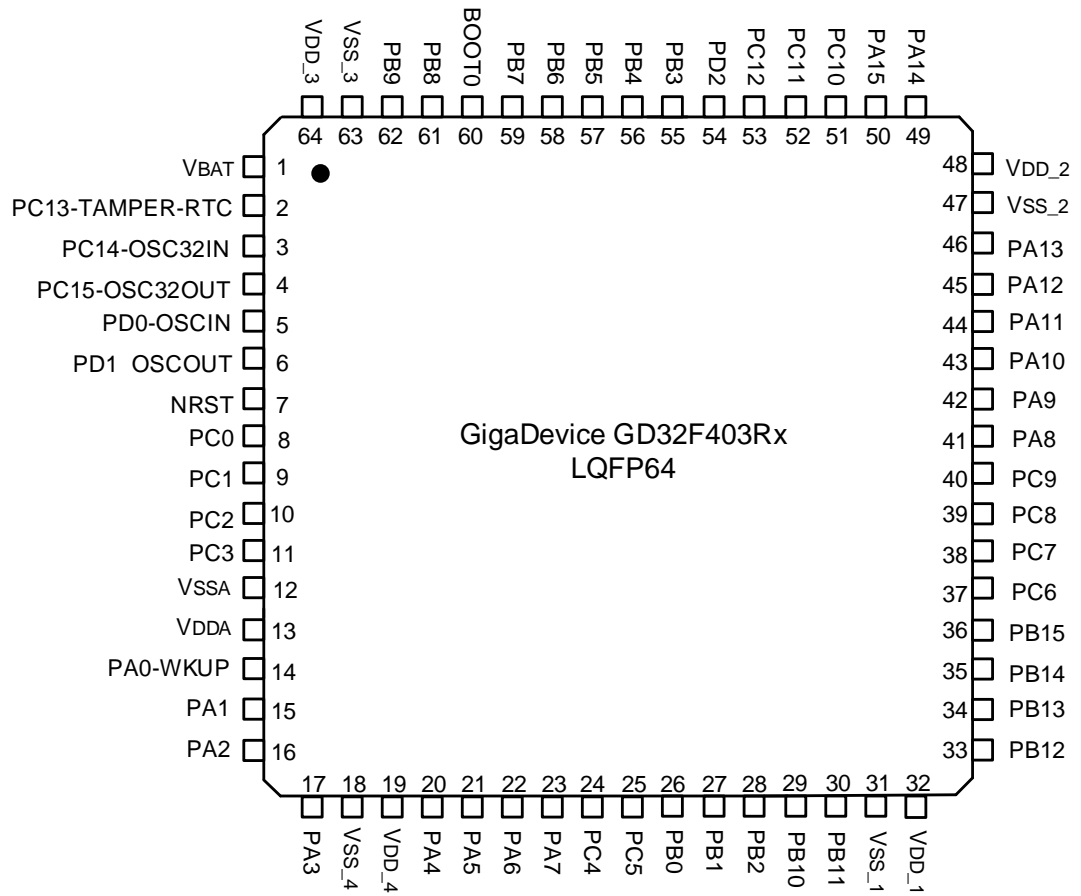 VDD_3
VSS_3
PB9
PB8
BOOT0
PB7
PB6
PB5
PB4
PB3
PD2
PC12
PC11
PC10
PA15
PA14
64 63 62 61 60 59 58 57 56 55 54 53 52 51 50 49
VBAT 1
PC13-TAMPER-RTC 2
PC14-OSC32IN 3
PC15-OSC32OUT 4
PD0-OSCIN 5
PD1 OSCOUT 6
NRST 7
PC0 8
PC1 9
PC2 10
PC3 11
VSSA 12
VDDA 13
PA0-WKUP 14
PA1 15
PA2 16
GigaDevice GD32F403Rx
LQFP64
48 VDD_2
47 VSS_2
46 PA13
45 PA12
44 PA11
43 PA10
42 PA9
41 PA8
40 PC9
39 PC8
38 PC7
37 PC6
36 PB15
35 PB14
34 PB13
33 PB12
17 18 19 20 21 22 23 24 25 26 27 28 29 30 31 32
PA3
VSS_4
VDD_4
PA4
PA5
PA6
PA7
PC4
PC5
PB0
PB1
PB2
PB10
PB11
VSS_1
VDD_1